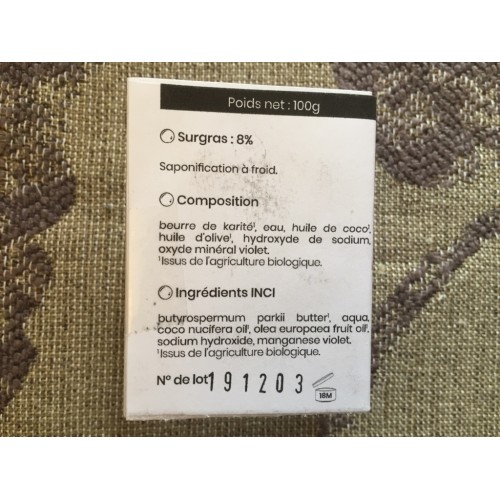 Poids net : 100g
Surgras : 8%
Saponification à froid.
Composition
beurre de karité¹, eau, huile de coco¹,
huile d'olive¹, hydroxyde de sodium,
oxyde minéral violet.
¹Issus de l'agriculture biologique.
Ingrédients INCI
butyrospermum parkii butter¹, aqua,
coco nucifera oil¹, olea europaea fruit oil¹,
sodium hydroxide, manganese violet.
¹Issus de l'agriculture biologique.
N° de lot 191203
18M